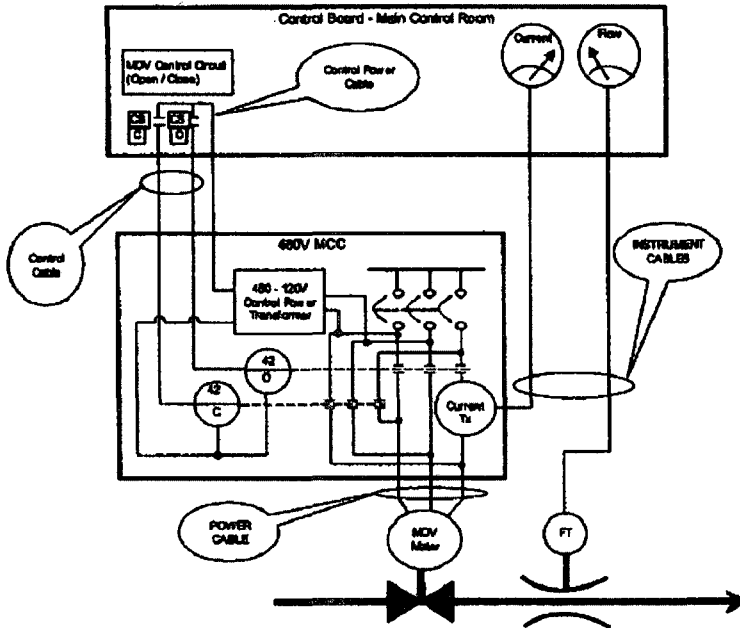 Control Board - Main Control Room
MOV Control Circuit
(Open / Close)
Control Power
Cable
Current
Flow
CS
C
CS
O
Control
Cable
480V MCC
INSTRUMENT
CABLES
480 - 120V
Control Power
Transformer
42
O
42
C
Current
Tx
POWER
CABLE
MOV
Motor
FT